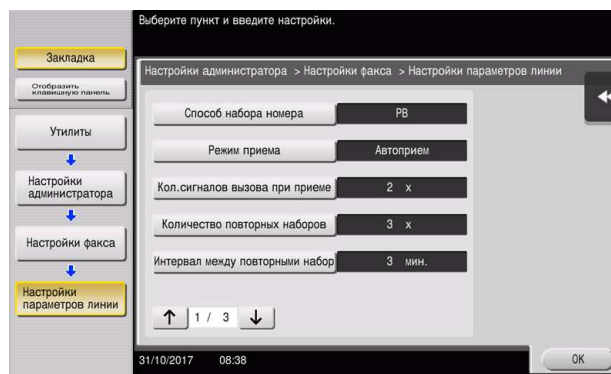 Выберите пункт и введите настройки.
Закладка
Отобразить
клавишную панель
Утилиты
Настройки
администратора
Настройки факса
Настройки
параметров линии
Настройки администратора > Настройки факса > Настройки параметров линии
Способ набора номера PB
Режим приема Автоприем
Кол.сигналов вызова при приеме 2 x
Количество повторных наборов 3 x
Интервал между повторными набор 3 мин.
1 / 3
31/10/2017 08:38
OK